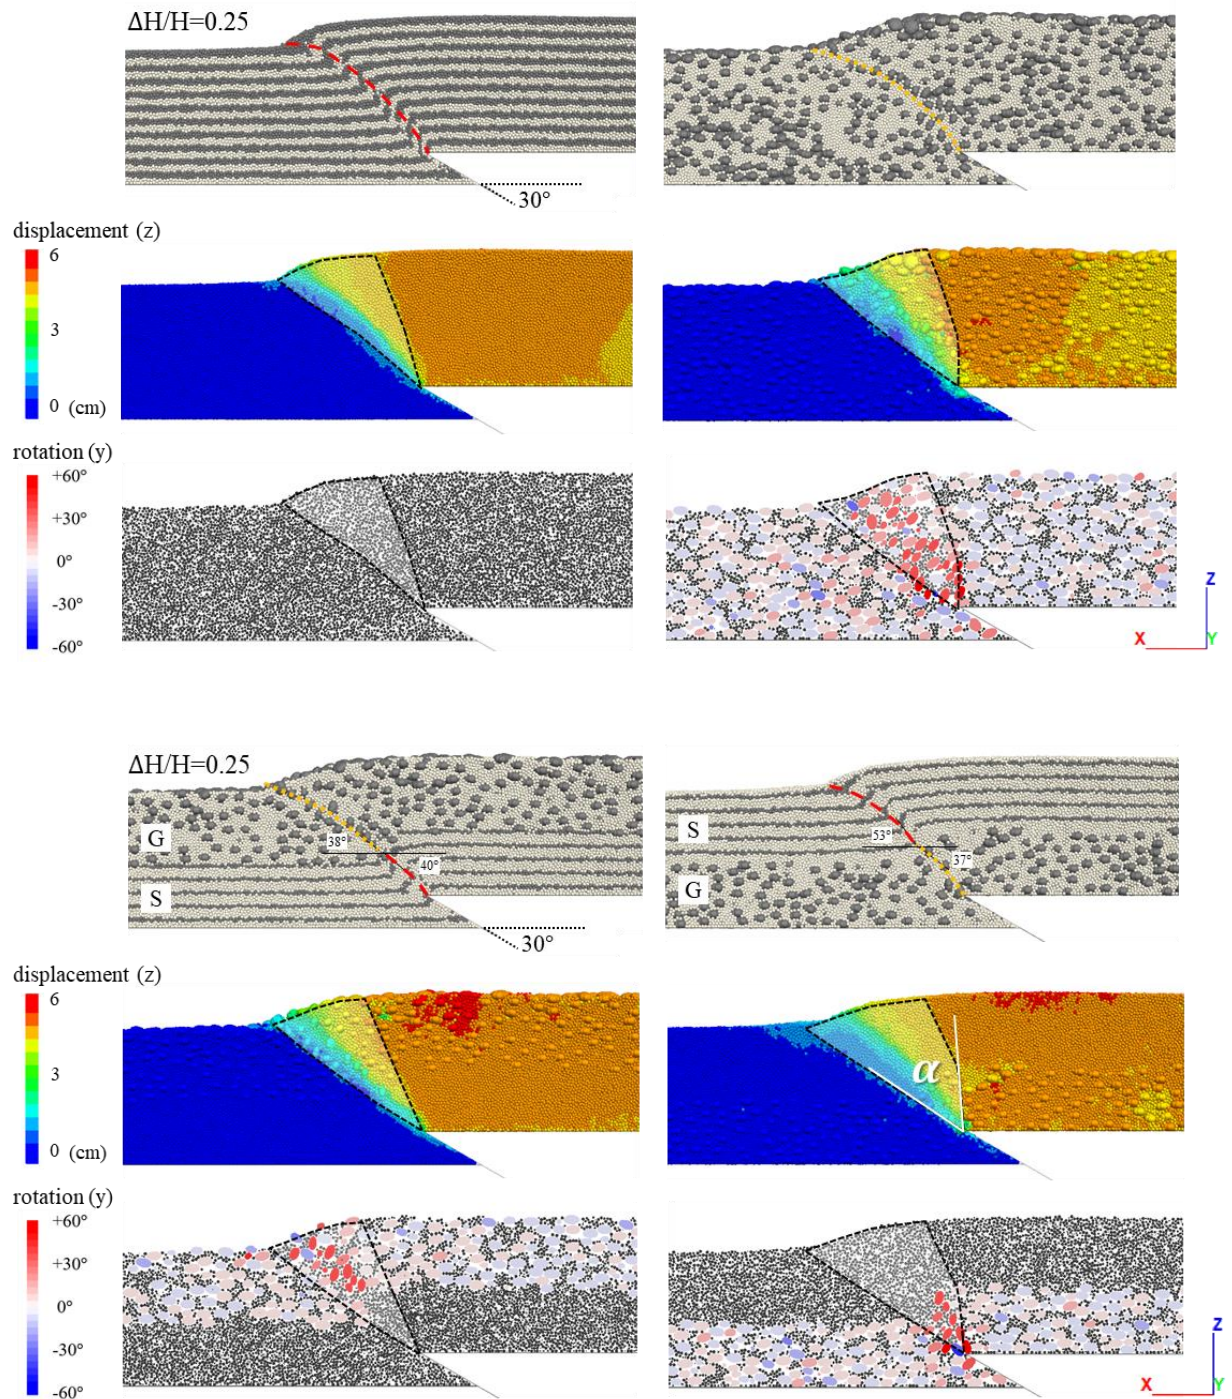 ΔH/H=0.25
30°
displacement (z)
6
3
0 (cm)
rotation (y)
+60°
+30°
0°
-30°
-60°
Z
X
Y
ΔH/H=0.25
G
38°
40°
S
30°
S
53°
37°
G
displacement (z)
6
3
0 (cm)
α
rotation (y)
+60°
+30°
0°
-30°
-60°
Z
X
Y